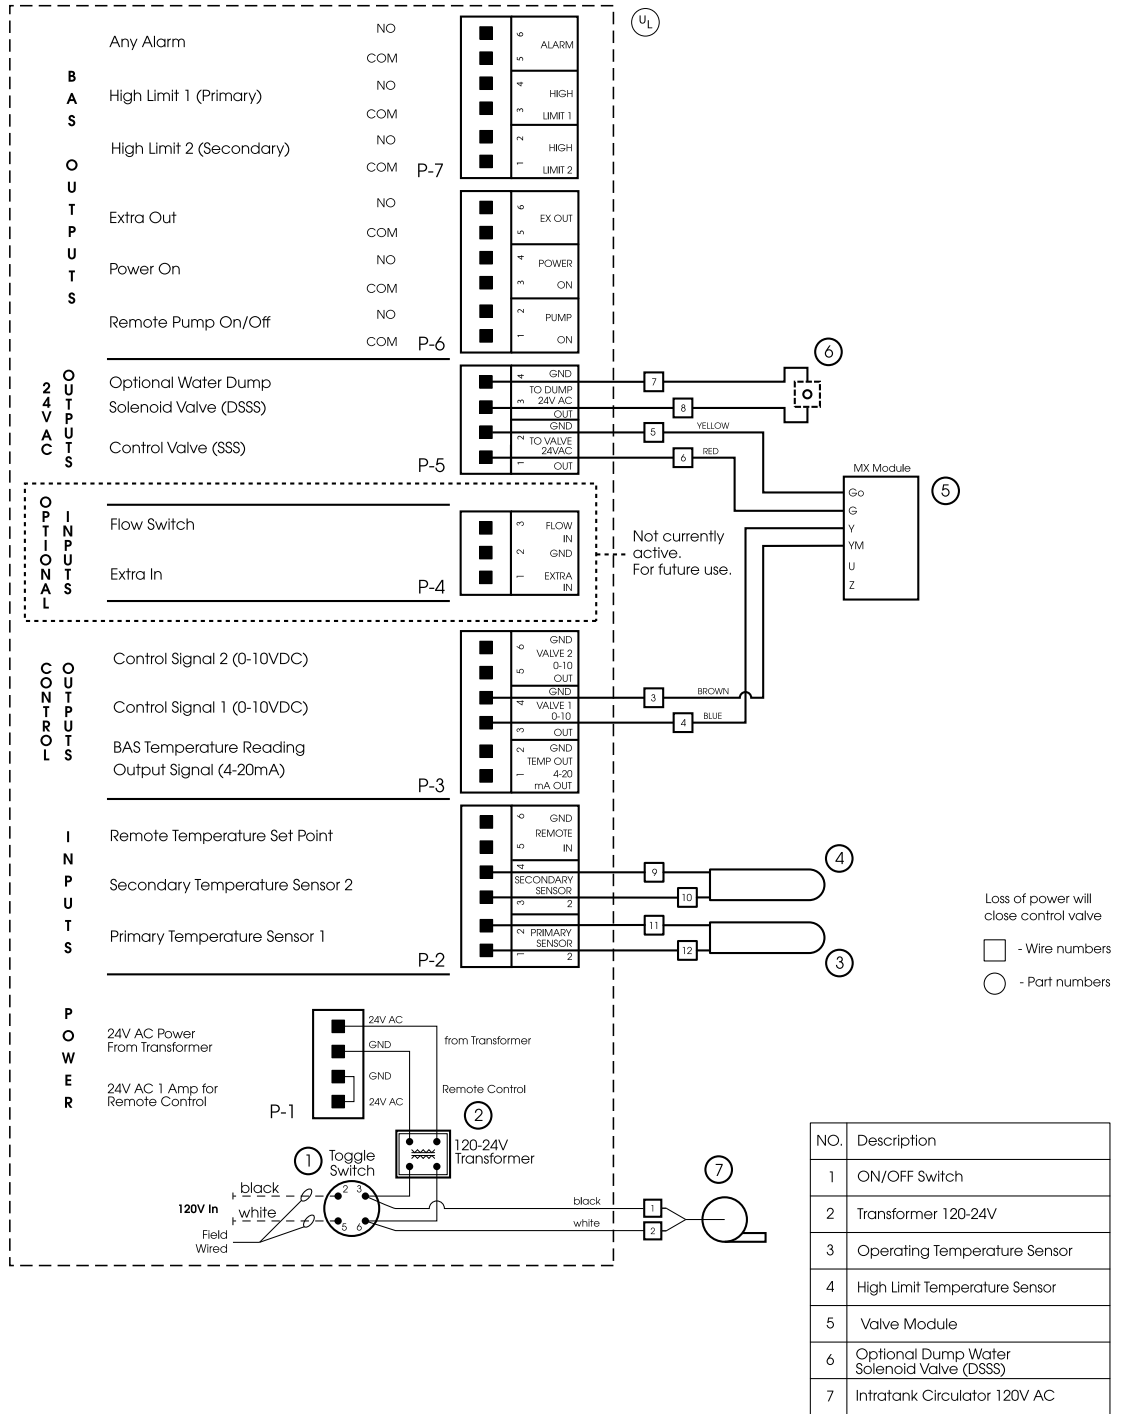 UL
BAS OUTPUTS
Any Alarm
NO
COM
6
5
ALARM
High Limit 1 (Primary)
NO
COM
4
3
HIGH
LIMIT 1
High Limit 2 (Secondary)
NO
COM
P-7
2
1
HIGH
LIMIT 2
Extra Out
NO
COM
6
5
EX OUT
Power On
NO
COM
4
3
POWER
ON
Remote Pump On/Off
NO
COM
P-6
2
1
PUMP
ON
24VAC OUTPUTS
Optional Water Dump
Solenoid Valve (DSSS)
Control Valve (SSS)
P-5
4
GND
TO DUMP
3
24V AC
OUT
GND
2
TO VALVE
24VAC
1
OUT
7
8
6
5
YELLOW
6
RED
MX Module
5
Go
G
Y
YM
U
Z
OPTIONAL INPUTS
Flow Switch
Extra In
P-4
3
FLOW
IN
2
GND
1
EXTRA
IN
Not currently
active.
For future use.
CONTROL OUTPUTS
Control Signal 2 (0-10VDC)
Control Signal 1 (0-10VDC)
BAS Temperature Reading
Output Signal (4-20mA)
P-3
6
GND
VALVE 2
5
0-10
OUT
GND
4
VALVE 1
0-10
3
OUT
2
GND
TEMP OUT
1
4-20
mA OUT
3
BROWN
4
BLUE
INPUTS
Remote Temperature Set Point
Secondary Temperature Sensor 2
Primary Temperature Sensor 1
P-2
6
GND
REMOTE
5
IN
4
SECONDARY
SENSOR
3
2
2
PRIMARY
SENSOR
1
2
9
10
4
11
12
3
Loss of power will
close control valve
- Wire numbers
- Part numbers
POWER
24V AC Power
From Transformer
24V AC 1 Amp for
Remote Control
P-1
24V AC
GND
GND
24V AC
from Transformer
Remote Control
2
120-24V
Transformer
1
Toggle
Switch
2
3
5
6
120V In
black
white
Field
Wired
black
white
1
2
7
NO. Description
1 ON/OFF Switch
2 Transformer 120-24V
3 Operating Temperature Sensor
4 High Limit Temperature Sensor
5 Valve Module
6 Optional Dump Water
Solenoid Valve (DSSS)
7 Intratank Circulator 120V AC